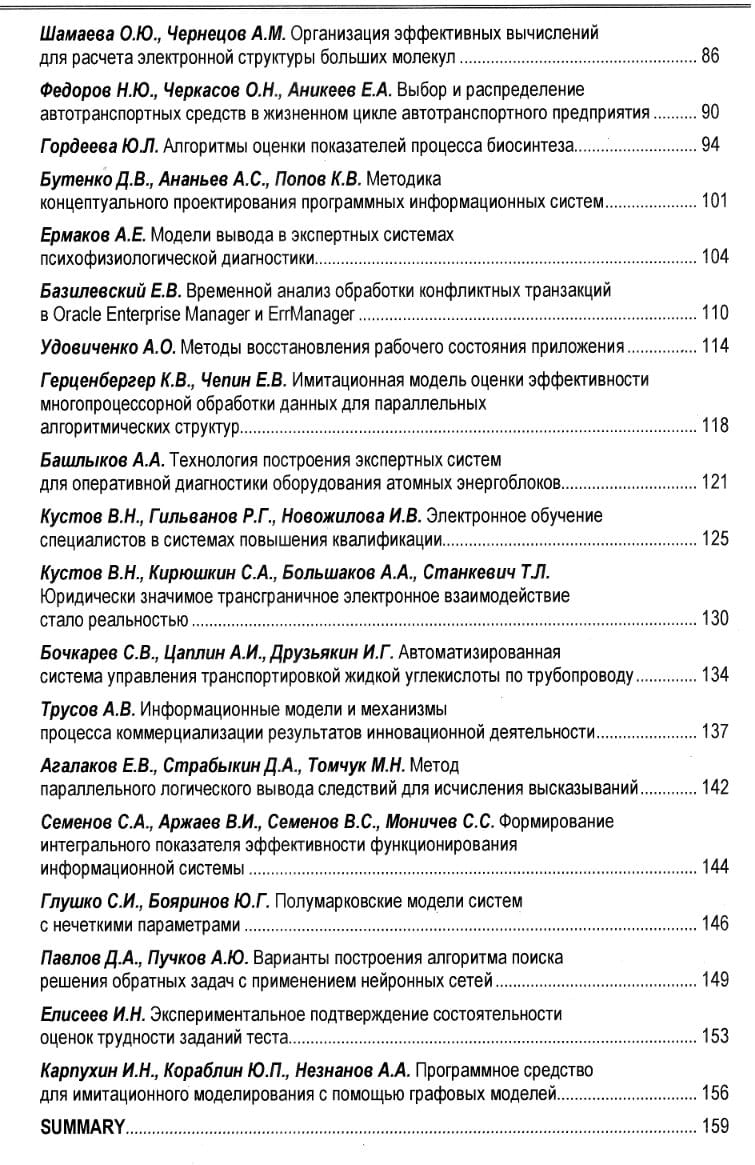 Шамаева О.Ю., Чернецов А.М. Организация эффективных вычислений
для расчета электронной структуры больших молекул ........ 86
Федоров Н.Ю., Черкасов О.Н., Аникеев Е.А. Выбор и распределение
автотранспортных средств в жизненном цикле автотранспортного предприятия ........ 90
Гордеева Ю.Л. Алгоритмы оценки показателей процесса биосинтеза........ 94
Бутенко Д.В., Ананьев А.С., Попов К.В. Методика
концептуального проектирования программных информационных систем........ 101
Ермаков А.Е. Модели вывода в экспертных системах
психофизиологической диагностики........ 104
Базилевский Е.В. Временной анализ обработки конфликтных транзакций
в Oracle Enterprise Manager и ErrManager ........ 110
Удовиченко А.О. Методы восстановления рабочего состояния приложения ........ 114
Герценбергер К.В., Чепин Е.В. Имитационная модель оценки эффективности
многопроцессорной обработки данных для параллельных
алгоритмических структур........ 118
Башлыков А.А. Технология построения экспертных систем
для оперативной диагностики оборудования атомных энергоблоков........ 121
Кустов В.Н., Гильванов Р.Г., Новожилова И.В. Электронное обучение
специалистов в системах повышения квалификации........ 125
Кустов В.Н., Кирюшкин С.А., Большаков А.А., Станкевич Т.Л.
Юридически значимое трансграничное электронное взаимодействие
стало реальностью ........ 130
Бочкарев С.В., Цаплин А.И., Друзьякин И.Г. Автоматизированная
система управления транспортировкой жидкой углекислоты по трубопроводу ........ 134
Трусов А.В. Информационные модели и механизмы
процесса коммерциализации результатов инновационной деятельности........ 137
Агалаков Е.В., Страбыкин Д.А., Томчук М.Н. Метод
параллельного логического вывода следствий для исчисления высказываний ........ 142
Семенов С.А., Аржаев В.И., Семенов В.С., Моничев С.С. Формирование
интегрального показателя эффективности функционирования
информационной системы ........ 144
Глушко С.И., Бояринов Ю.Г. Полумарковские модели систем
с нечеткими параметрами ........ 146
Павлов Д.А., Пучков А.Ю. Варианты построения алгоритма поиска
решения обратных задач с применением нейронных сетей ........ 149
Елисеев И.Н. Экспериментальное подтверждение состоятельности
оценок трудности заданий теста........ 153
Карпухин И.Н., Кораблин Ю.П., Незнанов А.А. Программное средство
для имитационного моделирования с помощью графовых моделей........ 156
SUMMARY........ 159